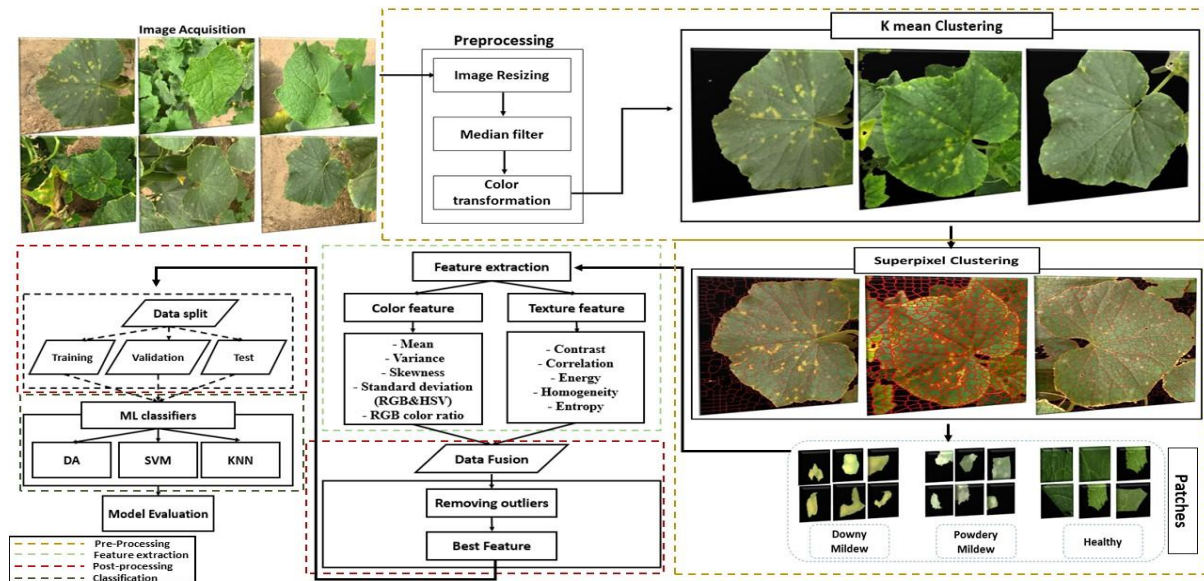 Image Acquisition
Preprocessing
Image Resizing
Median filter
Color
transformation
K mean Clustering
Superpixel Clustering
Patches
Downy
Mildew
Powdery
Mildew
Healthy
Feature extraction
Color feature
Texture feature
- Mean
- Variance
- Skewness
- Standard deviation
(RGB&HSV)
- RGB color ratio
- Contrast
- Correlation
- Energy
- Homogeneity
- Entropy
Data Fusion
Removing outliers
Best Feature
Data split
Training
Validation
Test
ML classifiers
DA
SVM
KNN
Model Evaluation
Pre-Processing
Feature extraction
Post-processing
Classification